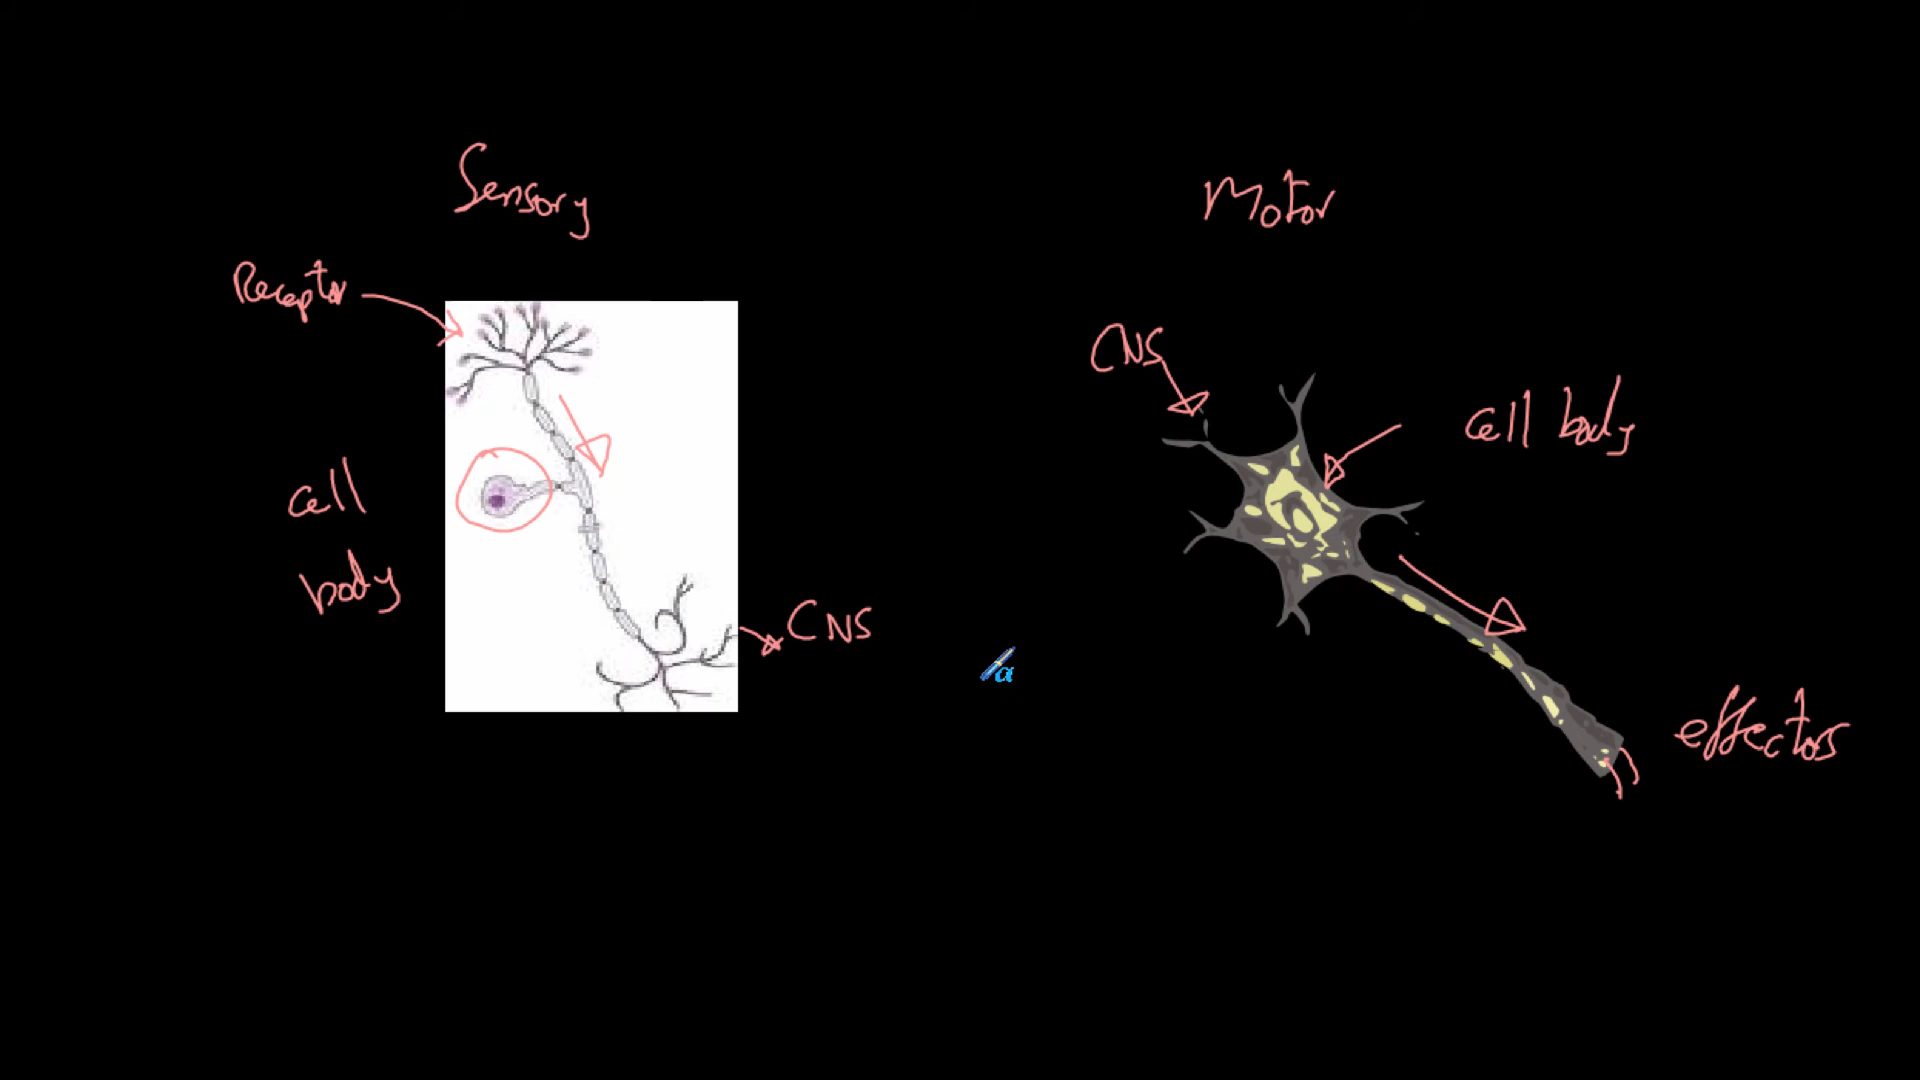 Sensory
Motor
Receptor
CNS
cell body
cell
body
CNS
effectors